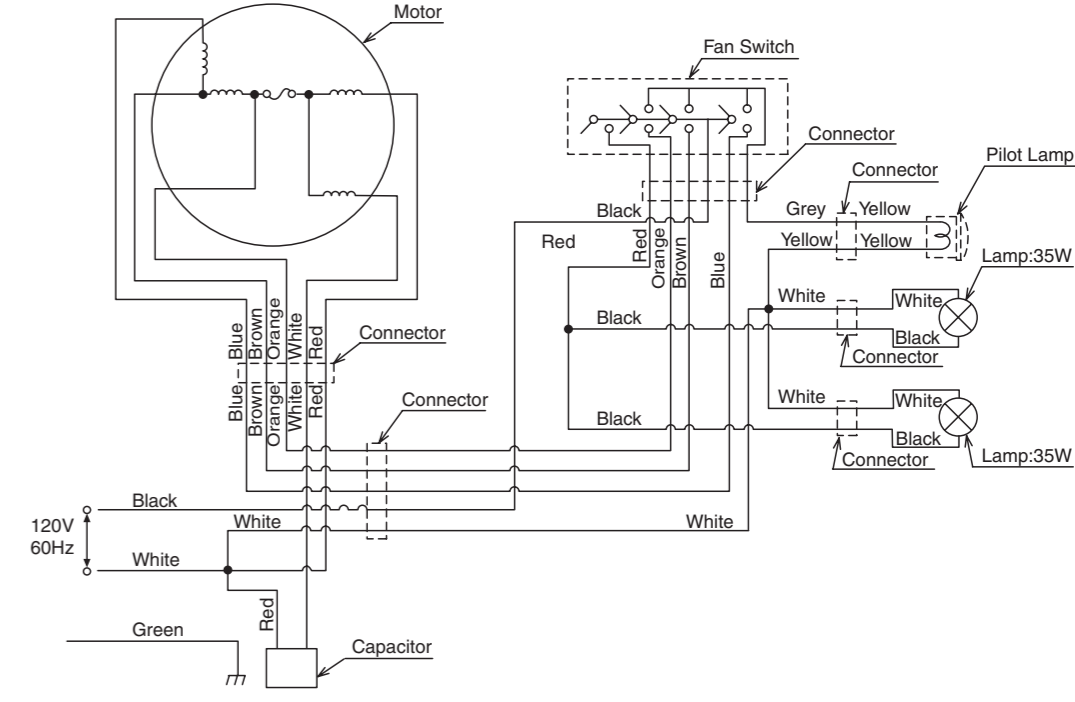 Motor
Fan Switch
Connector
Connector
Pilot Lamp
Black
Grey
Yellow
Red
Red
Orange
Brown
Blue
Yellow
Yellow
Lamp:35W
White
White
Blue
Brown
Orange
White
Red
Connector
Black
Black
Connector
Blue
Brown
Orange
White
Red
Connector
White
White
Black
Black
Connector
Lamp:35W
Black
120V
60Hz
White
White
White
Red
Green
Capacitor